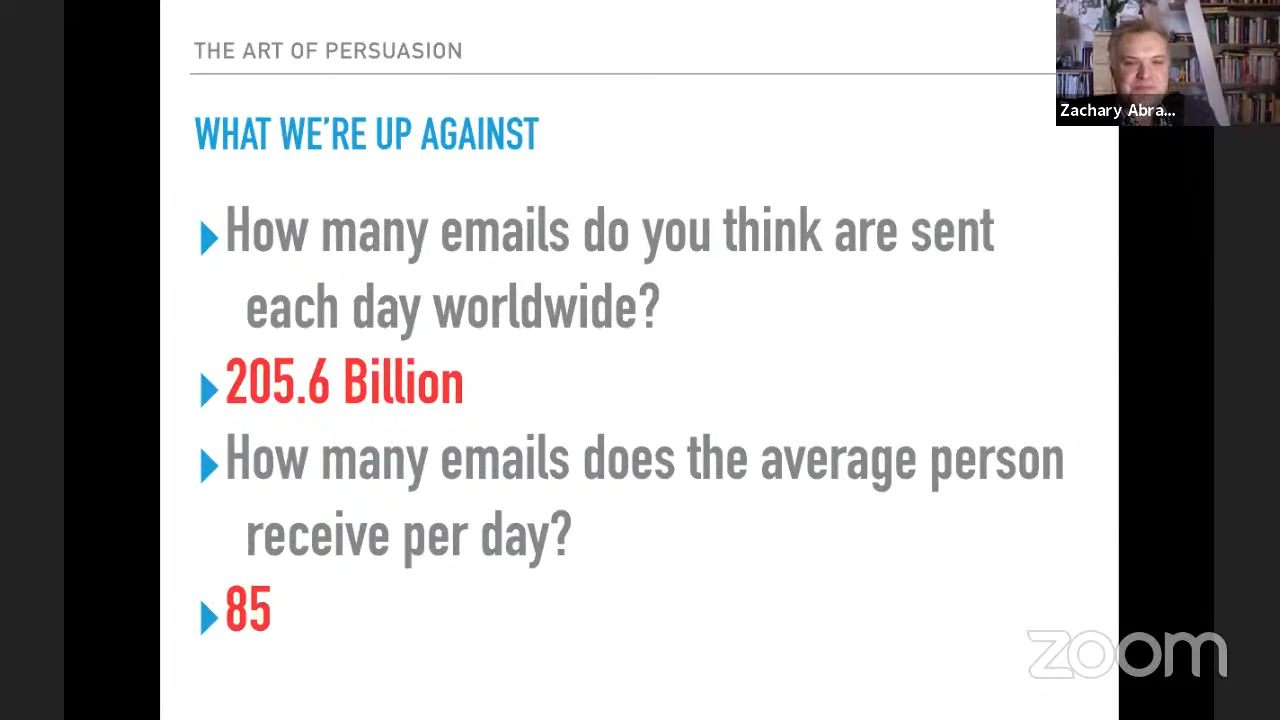 THE ART OF PERSUASION
Zachary Abra...
WHAT WE'RE UP AGAINST
How many emails do you think are sent
each day worldwide?
205.6 Billion
How many emails does the average person
receive per day?
85
zoom